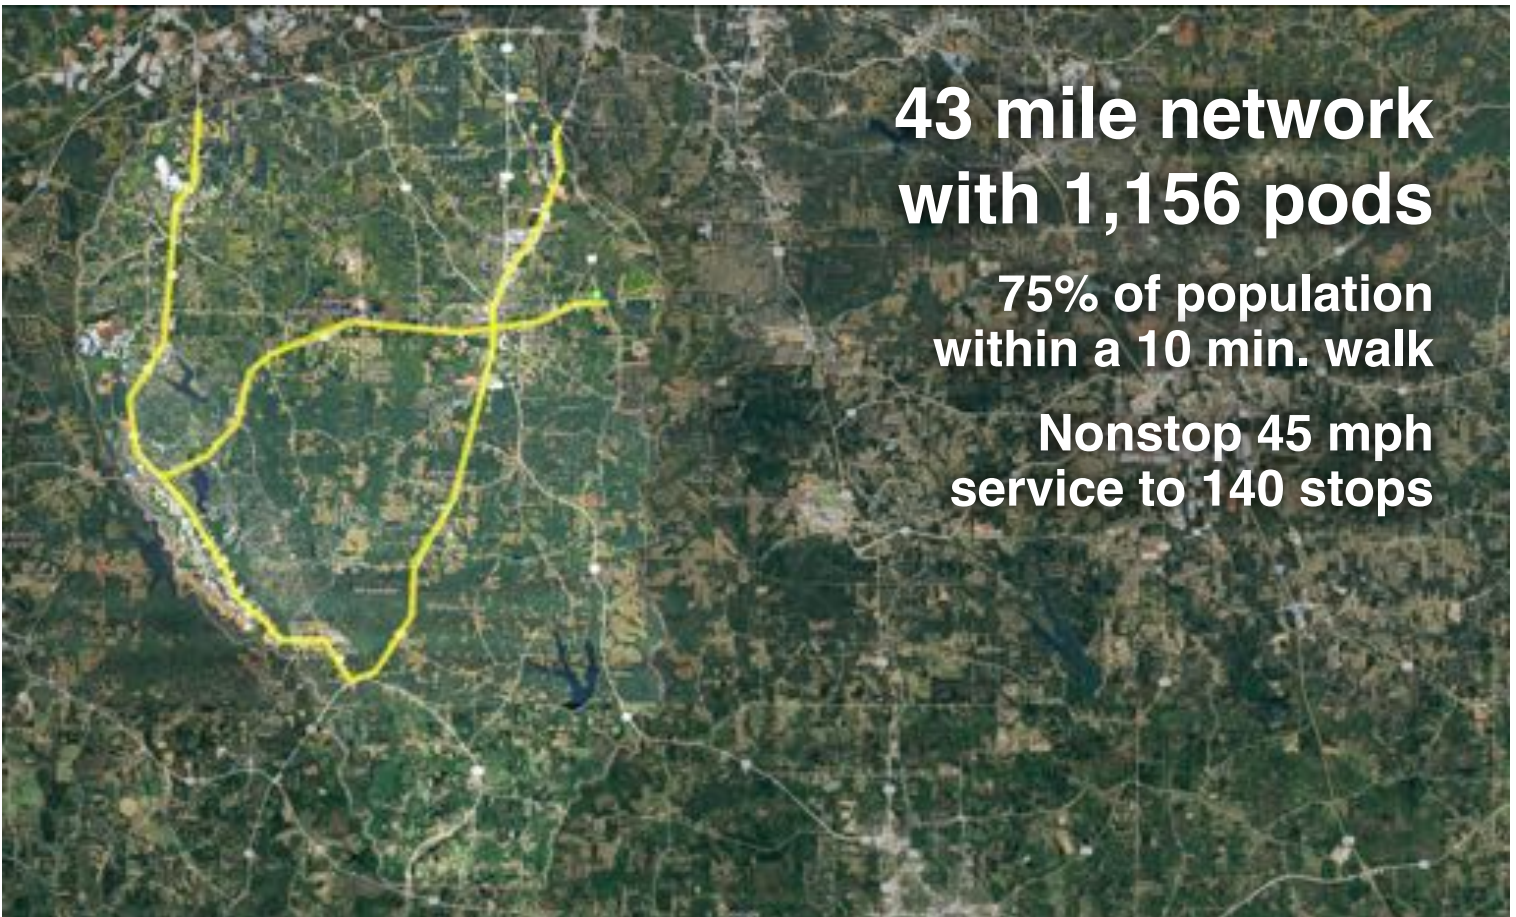 43 mile network
with 1,156 pods
75% of population
within a 10 min. walk
Nonstop 45 mph
service to 140 stops